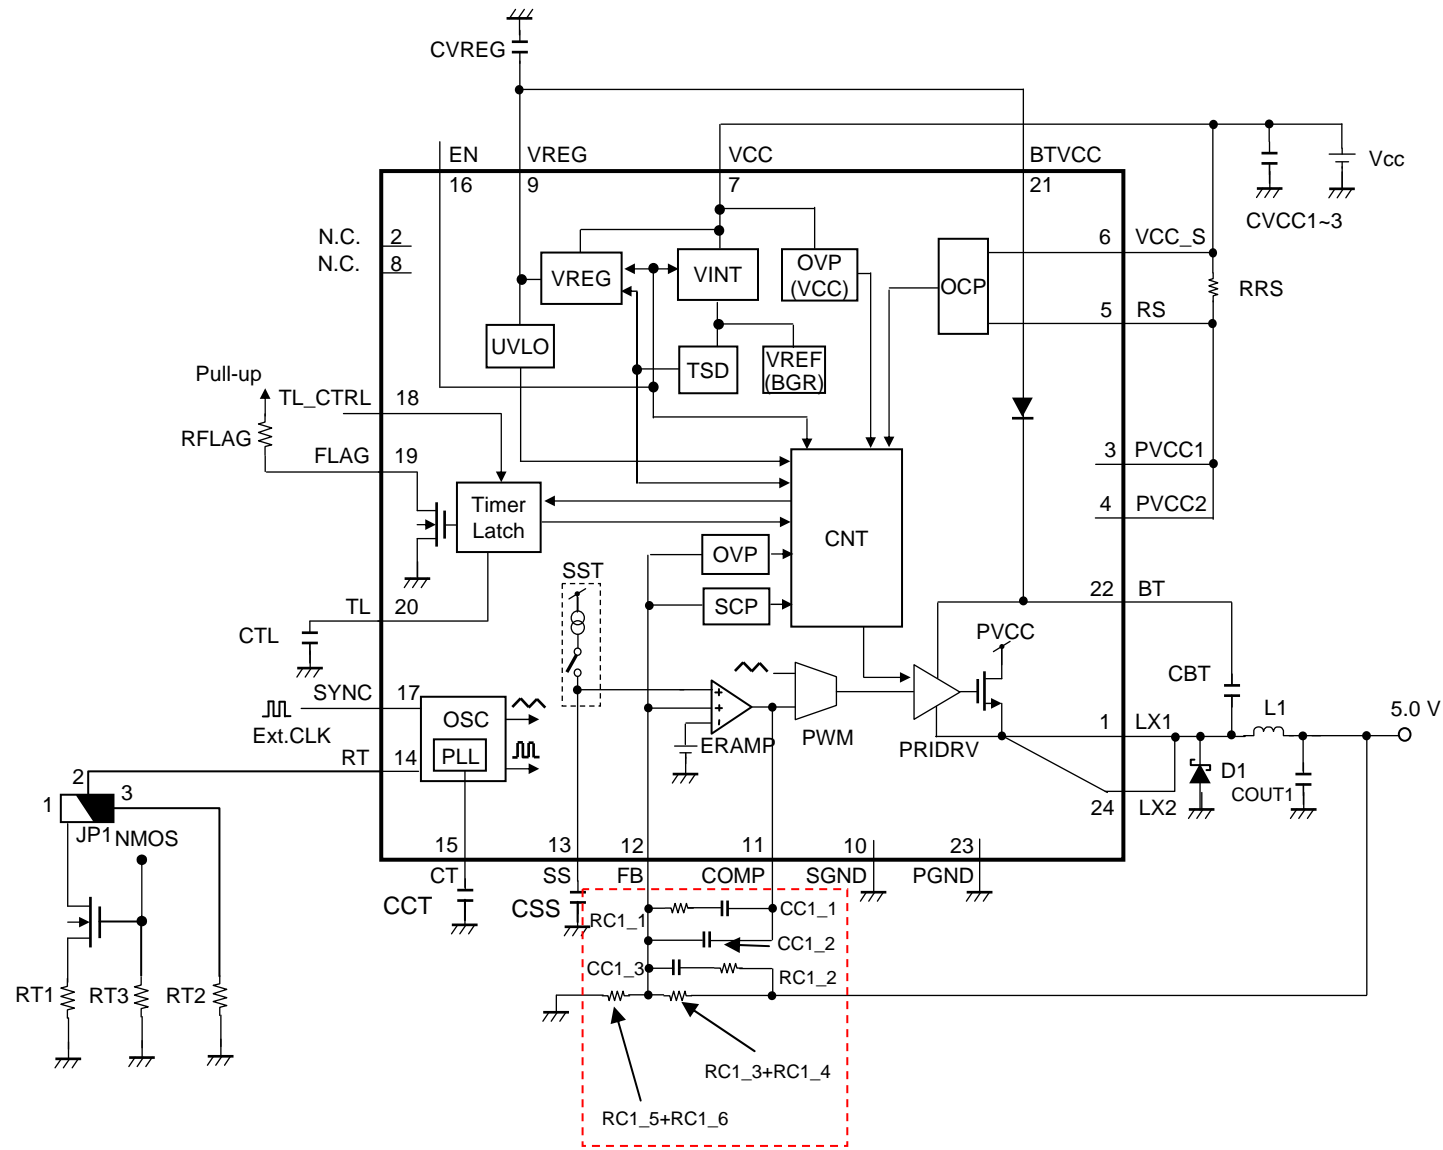 CVREG
EN
VREG
VCC
BTVCC
Vcc
16
9
7
21
CVCC1~3
N.C.
2
N.C.
8
6
VCC_S
VREG
VINT
OVP
(VCC)
OCP
RRS
5
RS
UVLO
TSD
VREF
(BGR)
Pull-up
TL_CTRL
18
RFLAG
FLAG
19
3
PVCC1
4
PVCC2
Timer
Latch
CNT
OVP
SST
SCP
TL
20
22
BT
CTL
PVCC
CBT
SYNC
17
Ext.CLK
OSC
PLL
RT
14
ERAMP
PWM
PRIDRV
1
LX1
L1
5.0 V
D1
COUT1
24
LX2
2
1
3
JP1
NMOS
15
13
12
11
10
23
CT
SS
FB
COMP
SGND
PGND
CCT
CSS
RC1_1
CC1_1
CC1_2
CC1_3
RC1_2
RT1
RT3
RT2
RC1_3+RC1_4
RC1_5+RC1_6